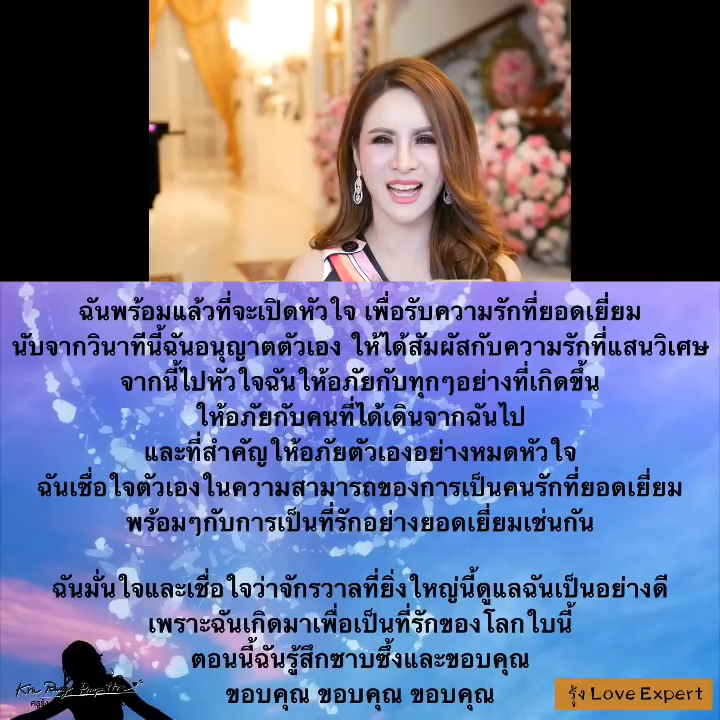 ฉันพร้อมแล้วที่จะเปิดหัวใจ เพื่อรับความรักที่ยอดเยี่ยม
นับจากวินาทีนี้ฉันอนุญาตตัวเอง ให้ได้สัมผัสกับความรักที่แสนวิเศษ
จากนี้ไปหัวใจฉันให้อภัยกับทุกๆอย่างที่เกิดขึ้น
ให้อภัยกับคนที่ได้เดินจากฉันไป
และที่สำคัญให้อภัยตัวเองอย่างหมดหัวใจ
ฉันเชื่อใจตัวเองในความสามารถของการเป็นคนรักที่ยอดเยี่ยม
พร้อมๆกับการเป็นที่รักอย่างยอดเยี่ยมเช่นกัน
ฉันมั่นใจและเชื่อใจว่าจักรวาลที่ยิ่งใหญ่นี้ดูแลฉันเป็นอย่างดี
เพราะฉันเกิดมาเพื่อเป็นที่รักของโลกใบนี้
ตอนนี้ฉันรู้สึกซาบซึ้งและขอบคุณ
ขอบคุณ ขอบคุณ ขอบคุณ
ครูรุ้ง
รุ้ง Love Expert